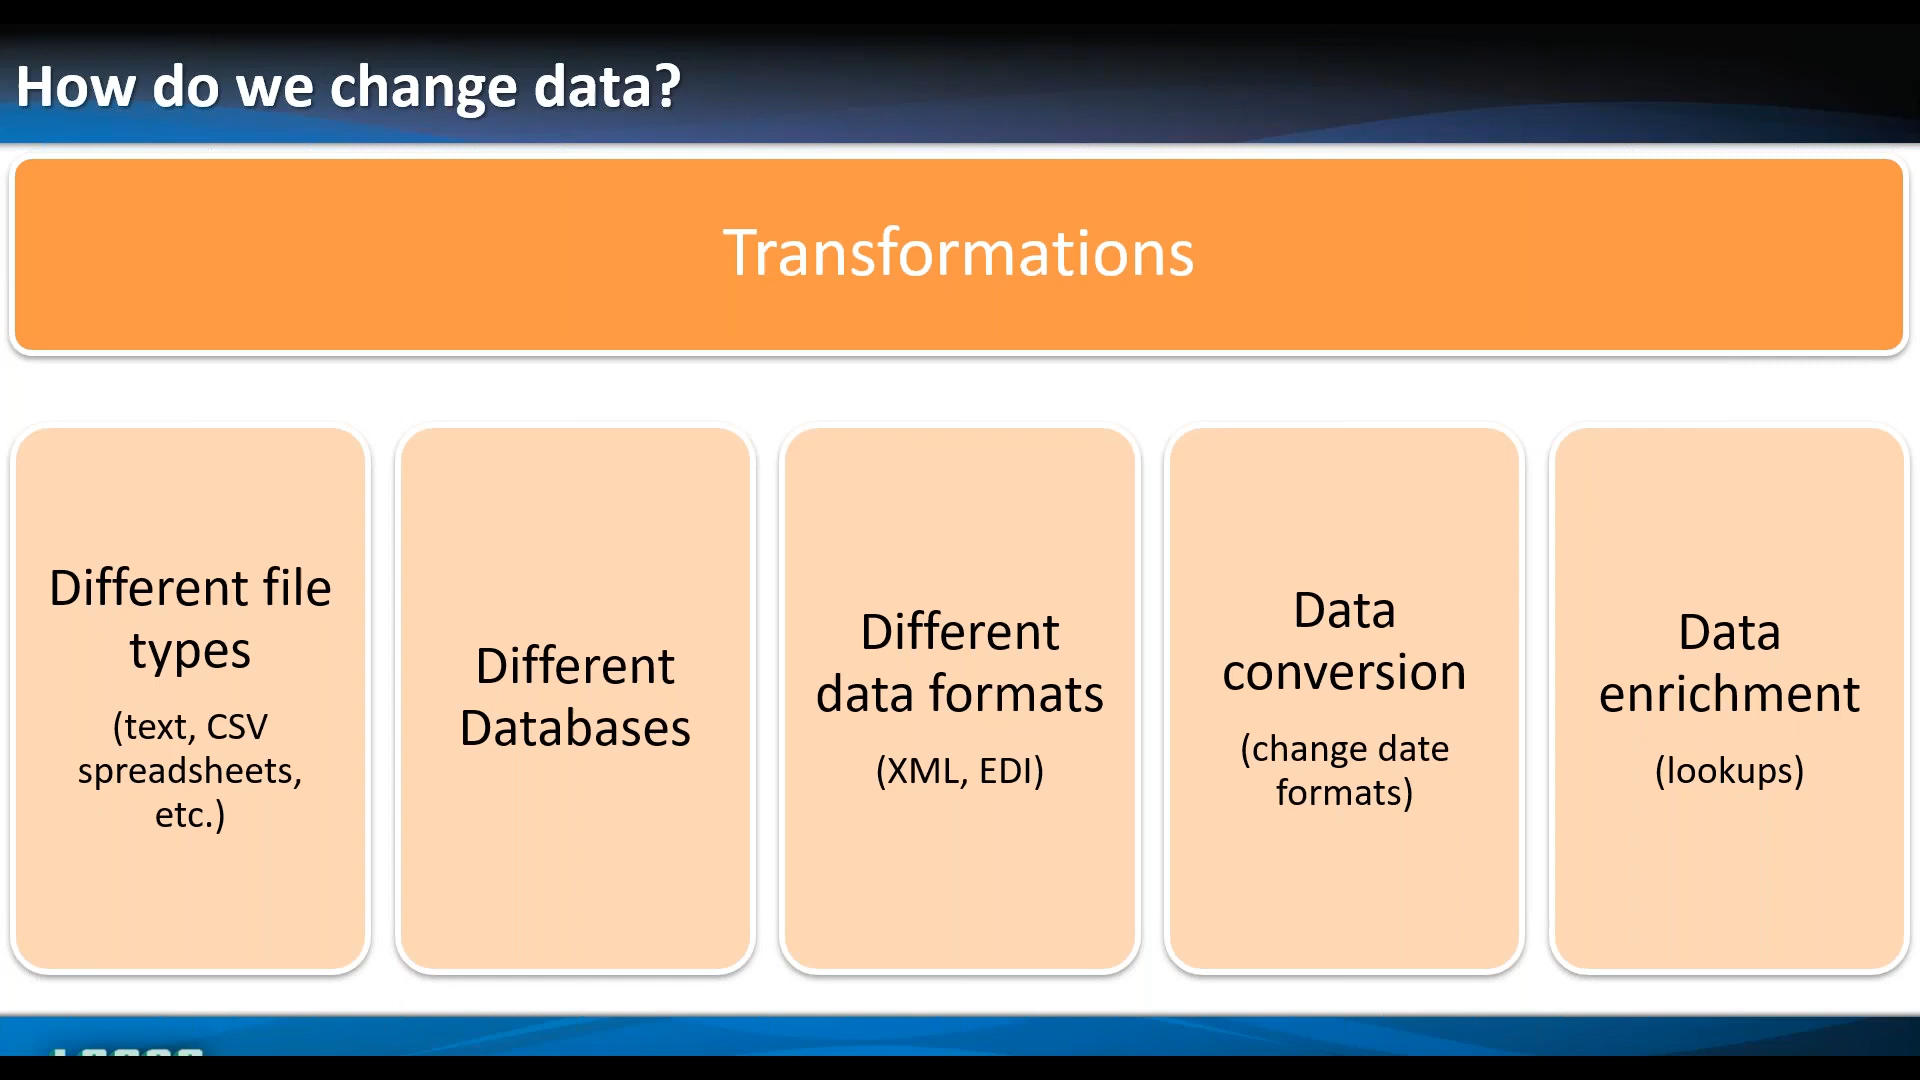 How do we change data?
Transformations
Different file
types
(text, CSV
spreadsheets,
etc.)
Different
Databases
Different
data formats
(XML, EDI)
Data
conversion
(change date
formats)
Data
enrichment
(lookups)